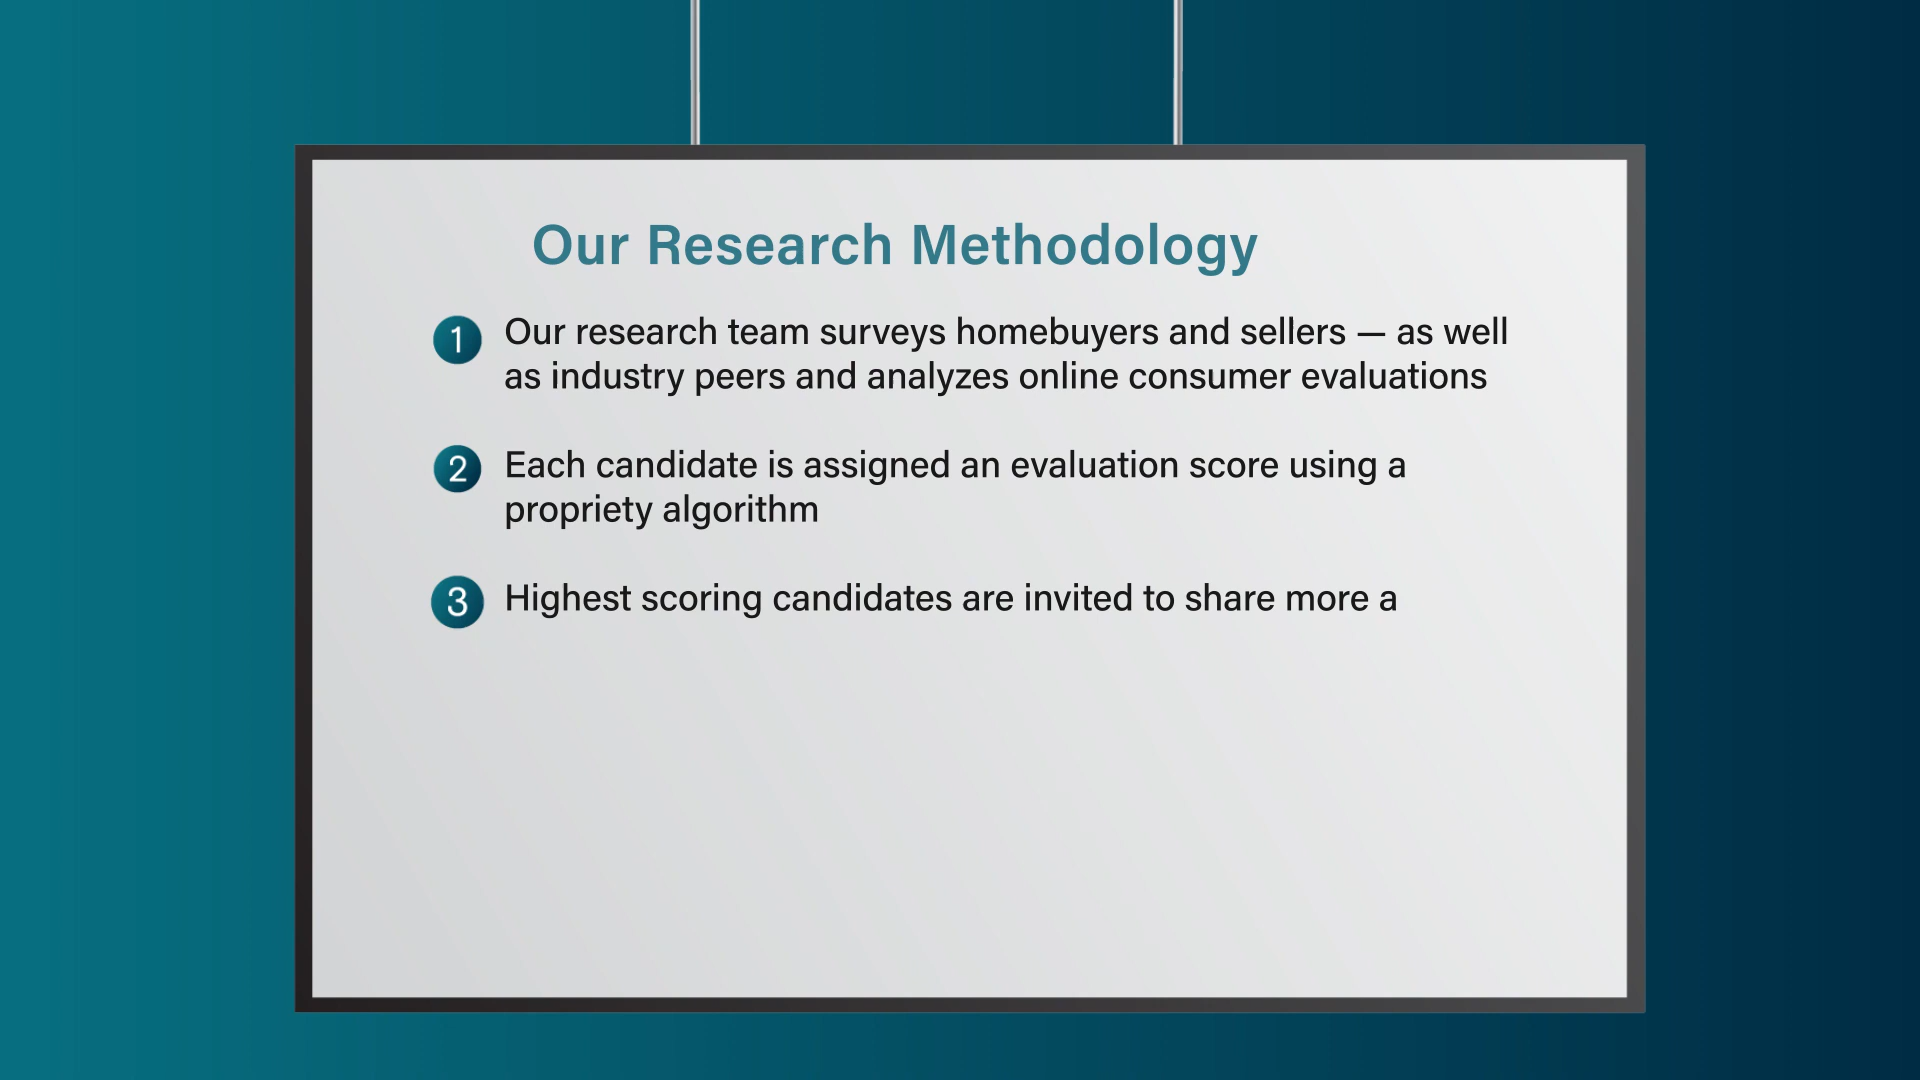 Our Research Methodology
1 Our research team surveys homebuyers and sellers — as well
as industry peers and analyzes online consumer evaluations
2 Each candidate is assigned an evaluation score using a
propriety algorithm
3 Highest scoring candidates are invited to share more a